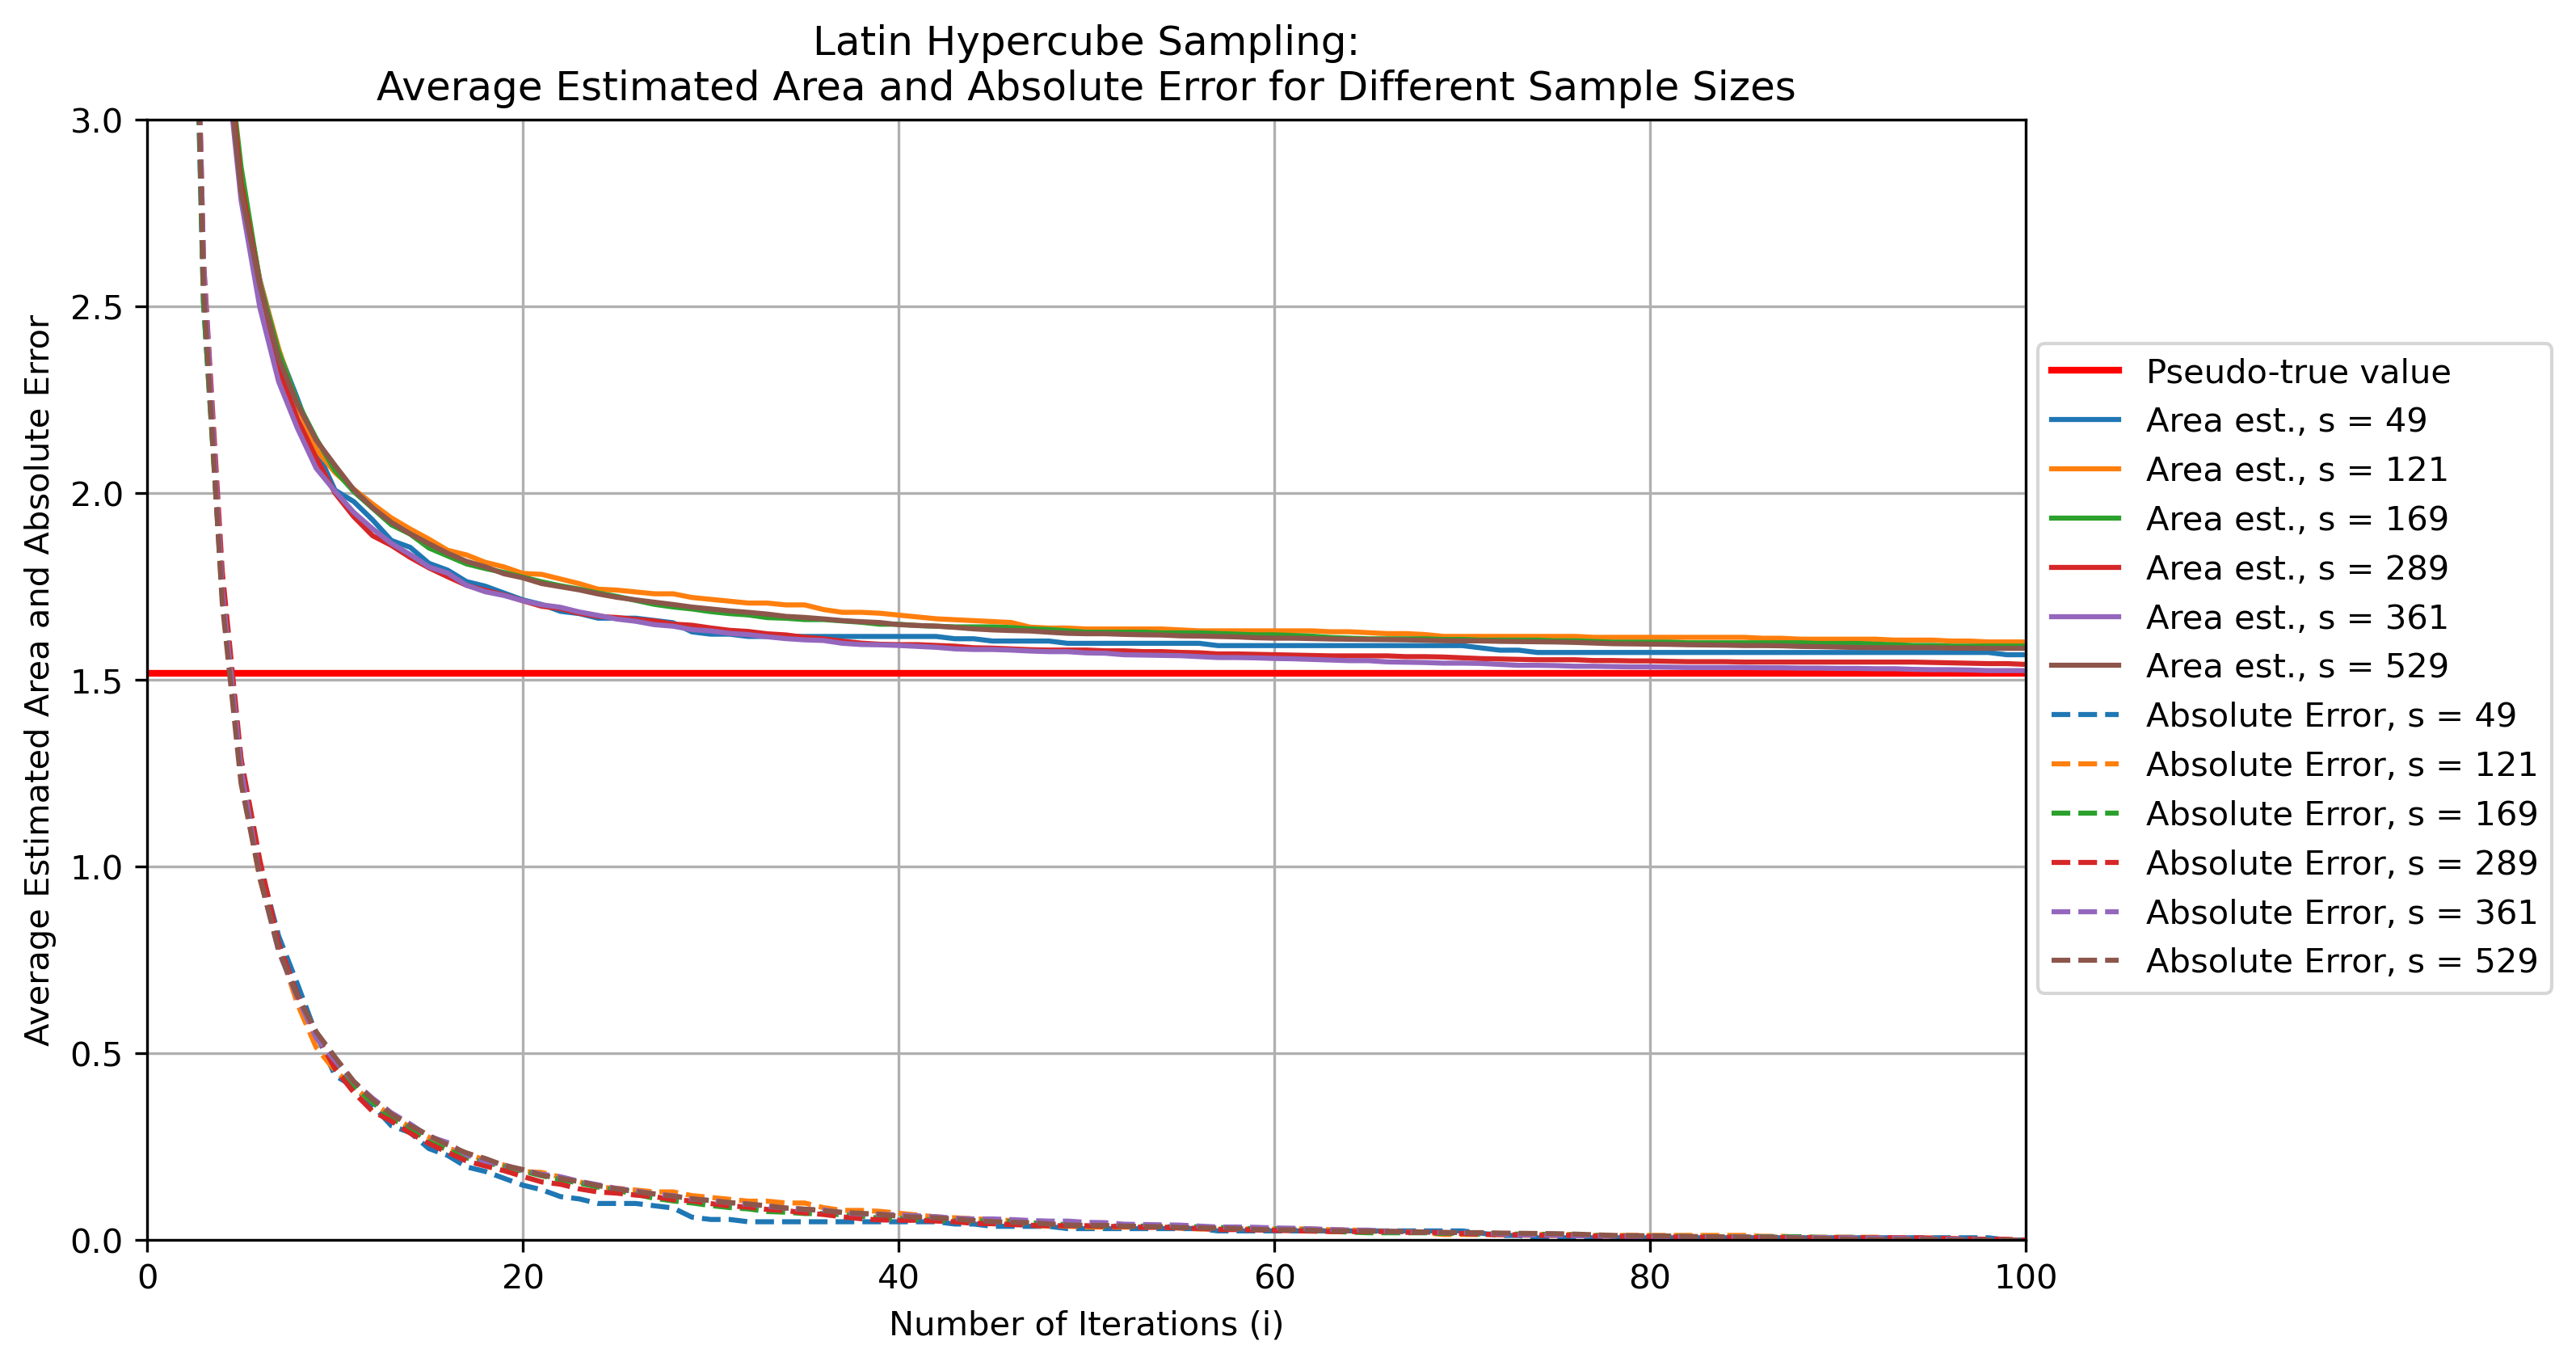 Latin Hypercube Sampling:
Average Estimated Area and Absolute Error for Different Sample Sizes
Average Estimated Area and Absolute Error
3.0
2.5
2.0
1.5
1.0
0.5
0.0
0 20 40 60 80 100
Number of Iterations (i)
Pseudo-true value
Area est., s = 49
Area est., s = 121
Area est., s = 169
Area est., s = 289
Area est., s = 361
Area est., s = 529
Absolute Error, s = 49
Absolute Error, s = 121
Absolute Error, s = 169
Absolute Error, s = 289
Absolute Error, s = 361
Absolute Error, s = 529